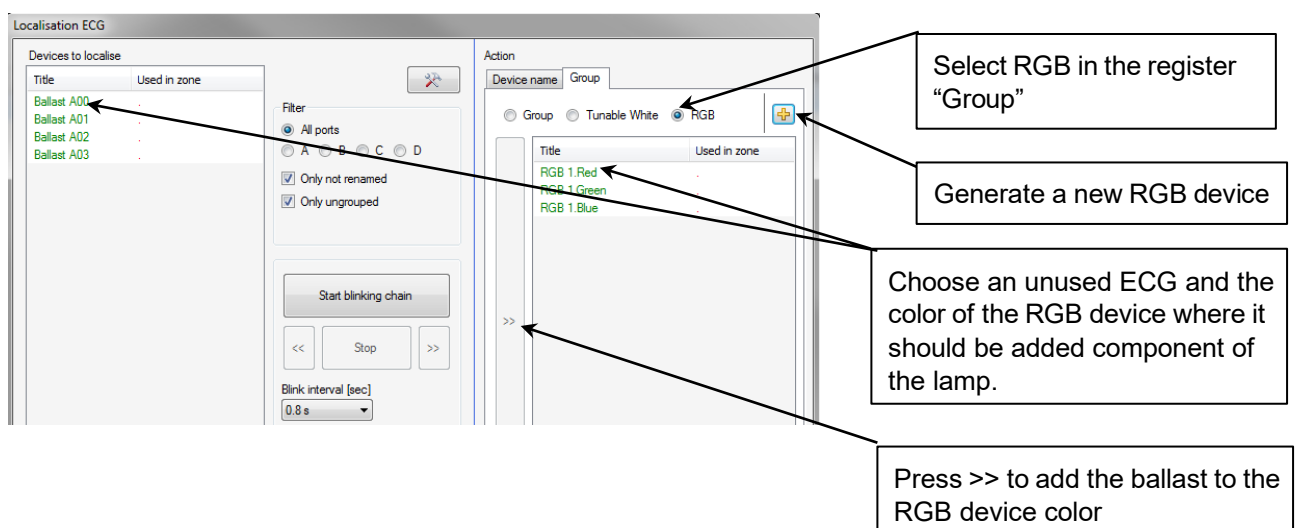 Localisation ECG
Devices to localise
Title Used in zone
Ballast A00 .
Ballast A01 .
Ballast A02 .
Ballast A03 .
Filter
All ports
A B C D
Only not renamed
Only ungrouped
Start blinking chain
<< Stop >>
Blink interval [sec]
0.8 s
Action
Device name Group
Group Tunable White RGB
Title Used in zone
RGB 1.Red .
RGB 1.Green .
RGB 1.Blue .
>>
Select RGB in the register
“Group”
Generate a new RGB device
Choose an unused ECG and the
color of the RGB device where it
should be added component of
the lamp.
Press >> to add the ballast to the
RGB device color